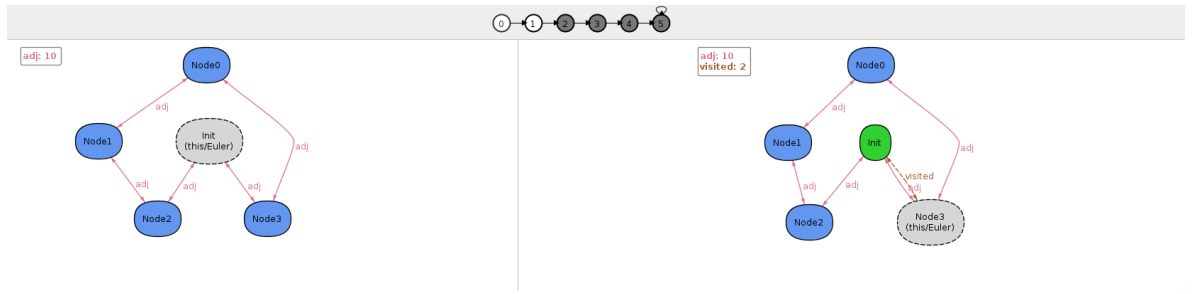 0 1 2 3 4 5
adj: 10
Node0
adj
Node1
Init
(this/Euler)
adj
adj
adj
adj
Node2
Node3
adj: 10
visited: 2
Node0
adj
Node1
Init
adj
visited
adj
adj
adj
Node2
Node3
(this/Euler)